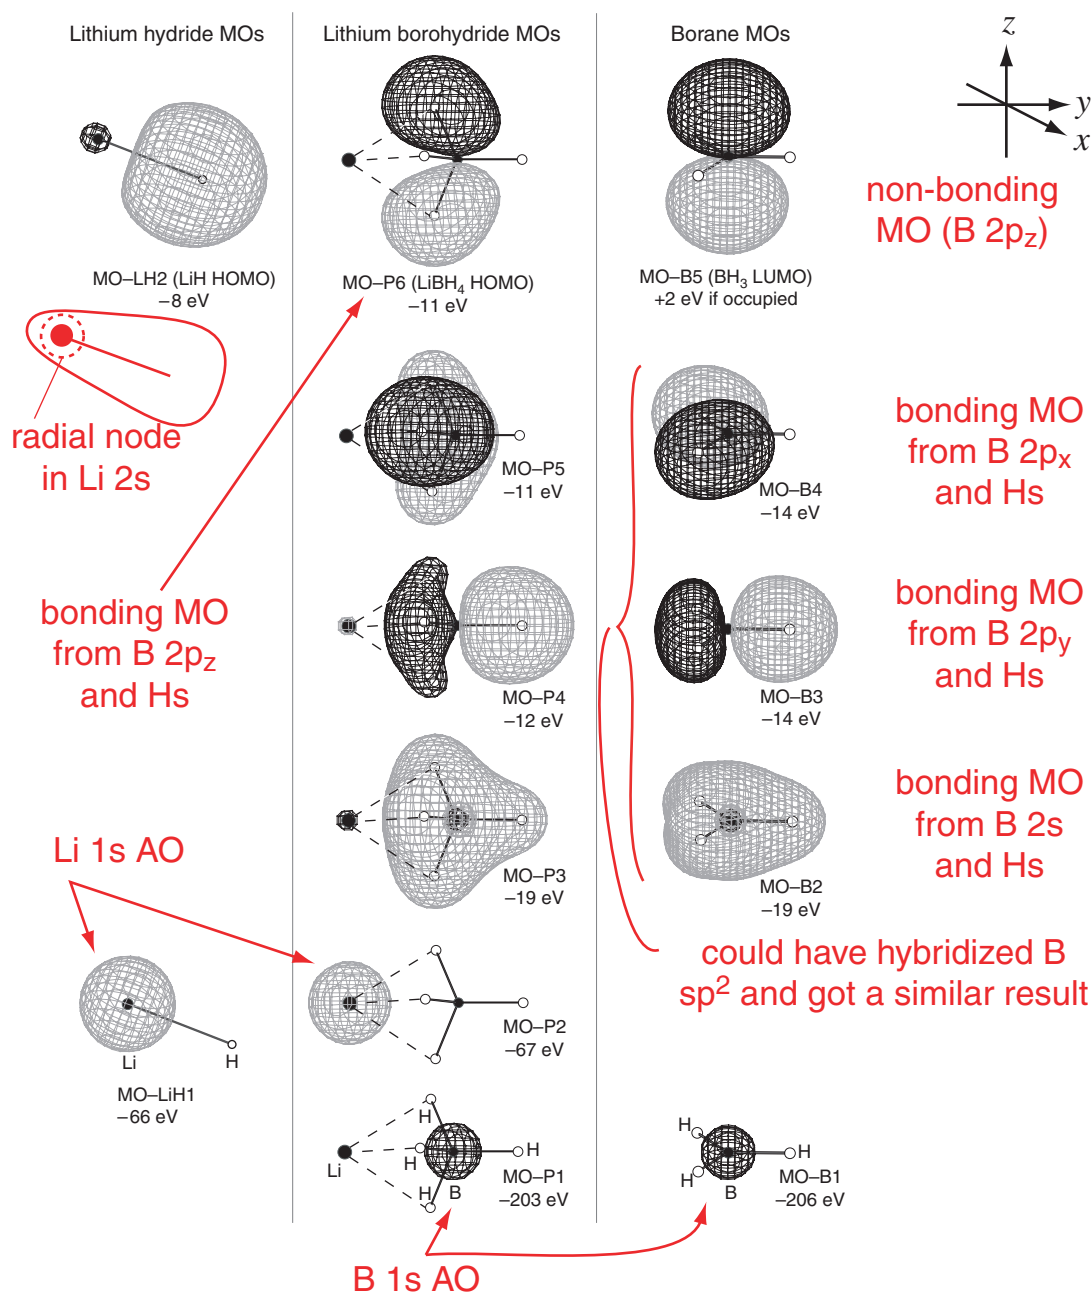 Lithium hydride MOs
Lithium borohydride MOs
Borane MOs
z
y
x
non-bonding
MO (B 2pz)
MO–LH2 (LiH HOMO)
–8 eV
MO–P6 (LiBH4 HOMO)
–11 eV
MO–B5 (BH3 LUMO)
+2 eV if occupied
radial node
in Li 2s
MO–P5
–11 eV
MO–B4
–14 eV
bonding MO
from B 2px
and Hs
bonding MO
from B 2pz
and Hs
MO–P4
–12 eV
MO–B3
–14 eV
bonding MO
from B 2py
and Hs
MO–P3
–19 eV
MO–B2
–19 eV
bonding MO
from B 2s
and Hs
Li 1s AO
could have hybridized B
sp2 and got a similar result
Li
H
MO–LiH1
–66 eV
MO–P2
–67 eV
Li
H
H
H
B
H
MO–P1
–203 eV
H
H
B
H
MO–B1
–206 eV
B 1s AO